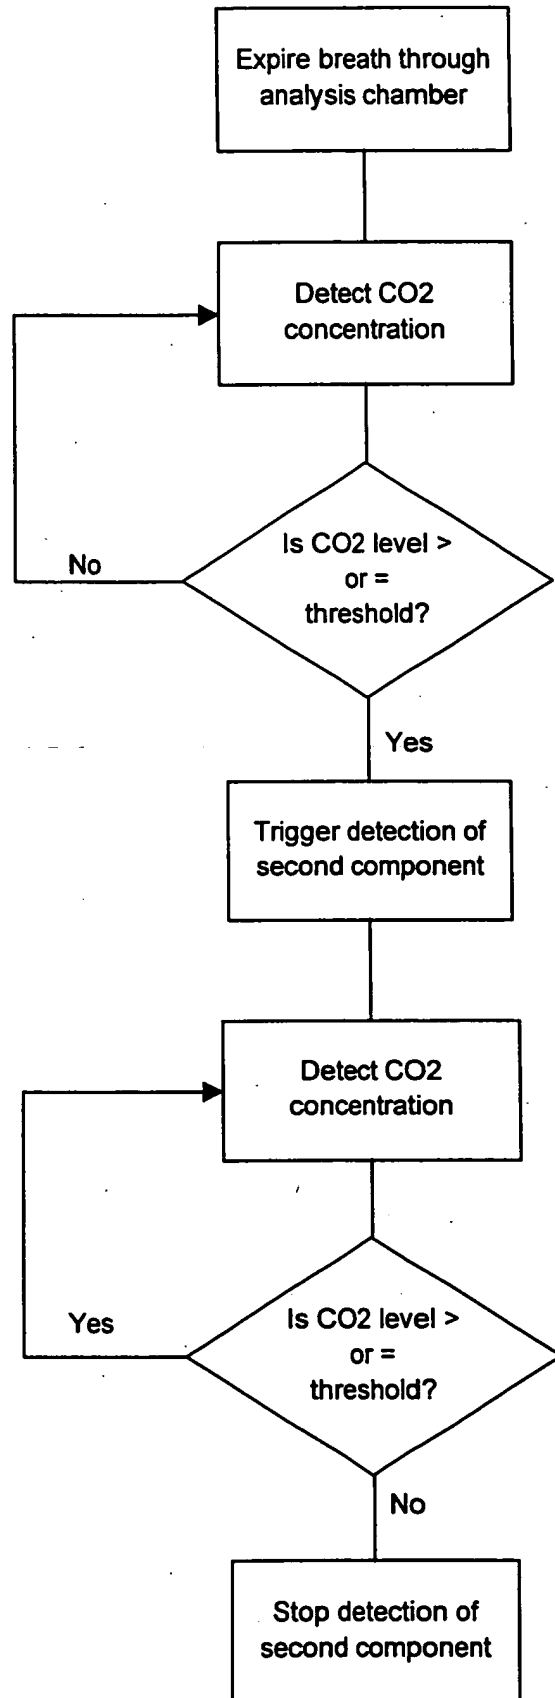 Expire breath through
analysis chamber
Detect CO2
concentration
Is CO2 level >
or =
threshold?
No
Yes
Trigger detection of
second component
Detect CO2
concentration
Is CO2 level >
or =
threshold?
Yes
No
Stop detection of
second component